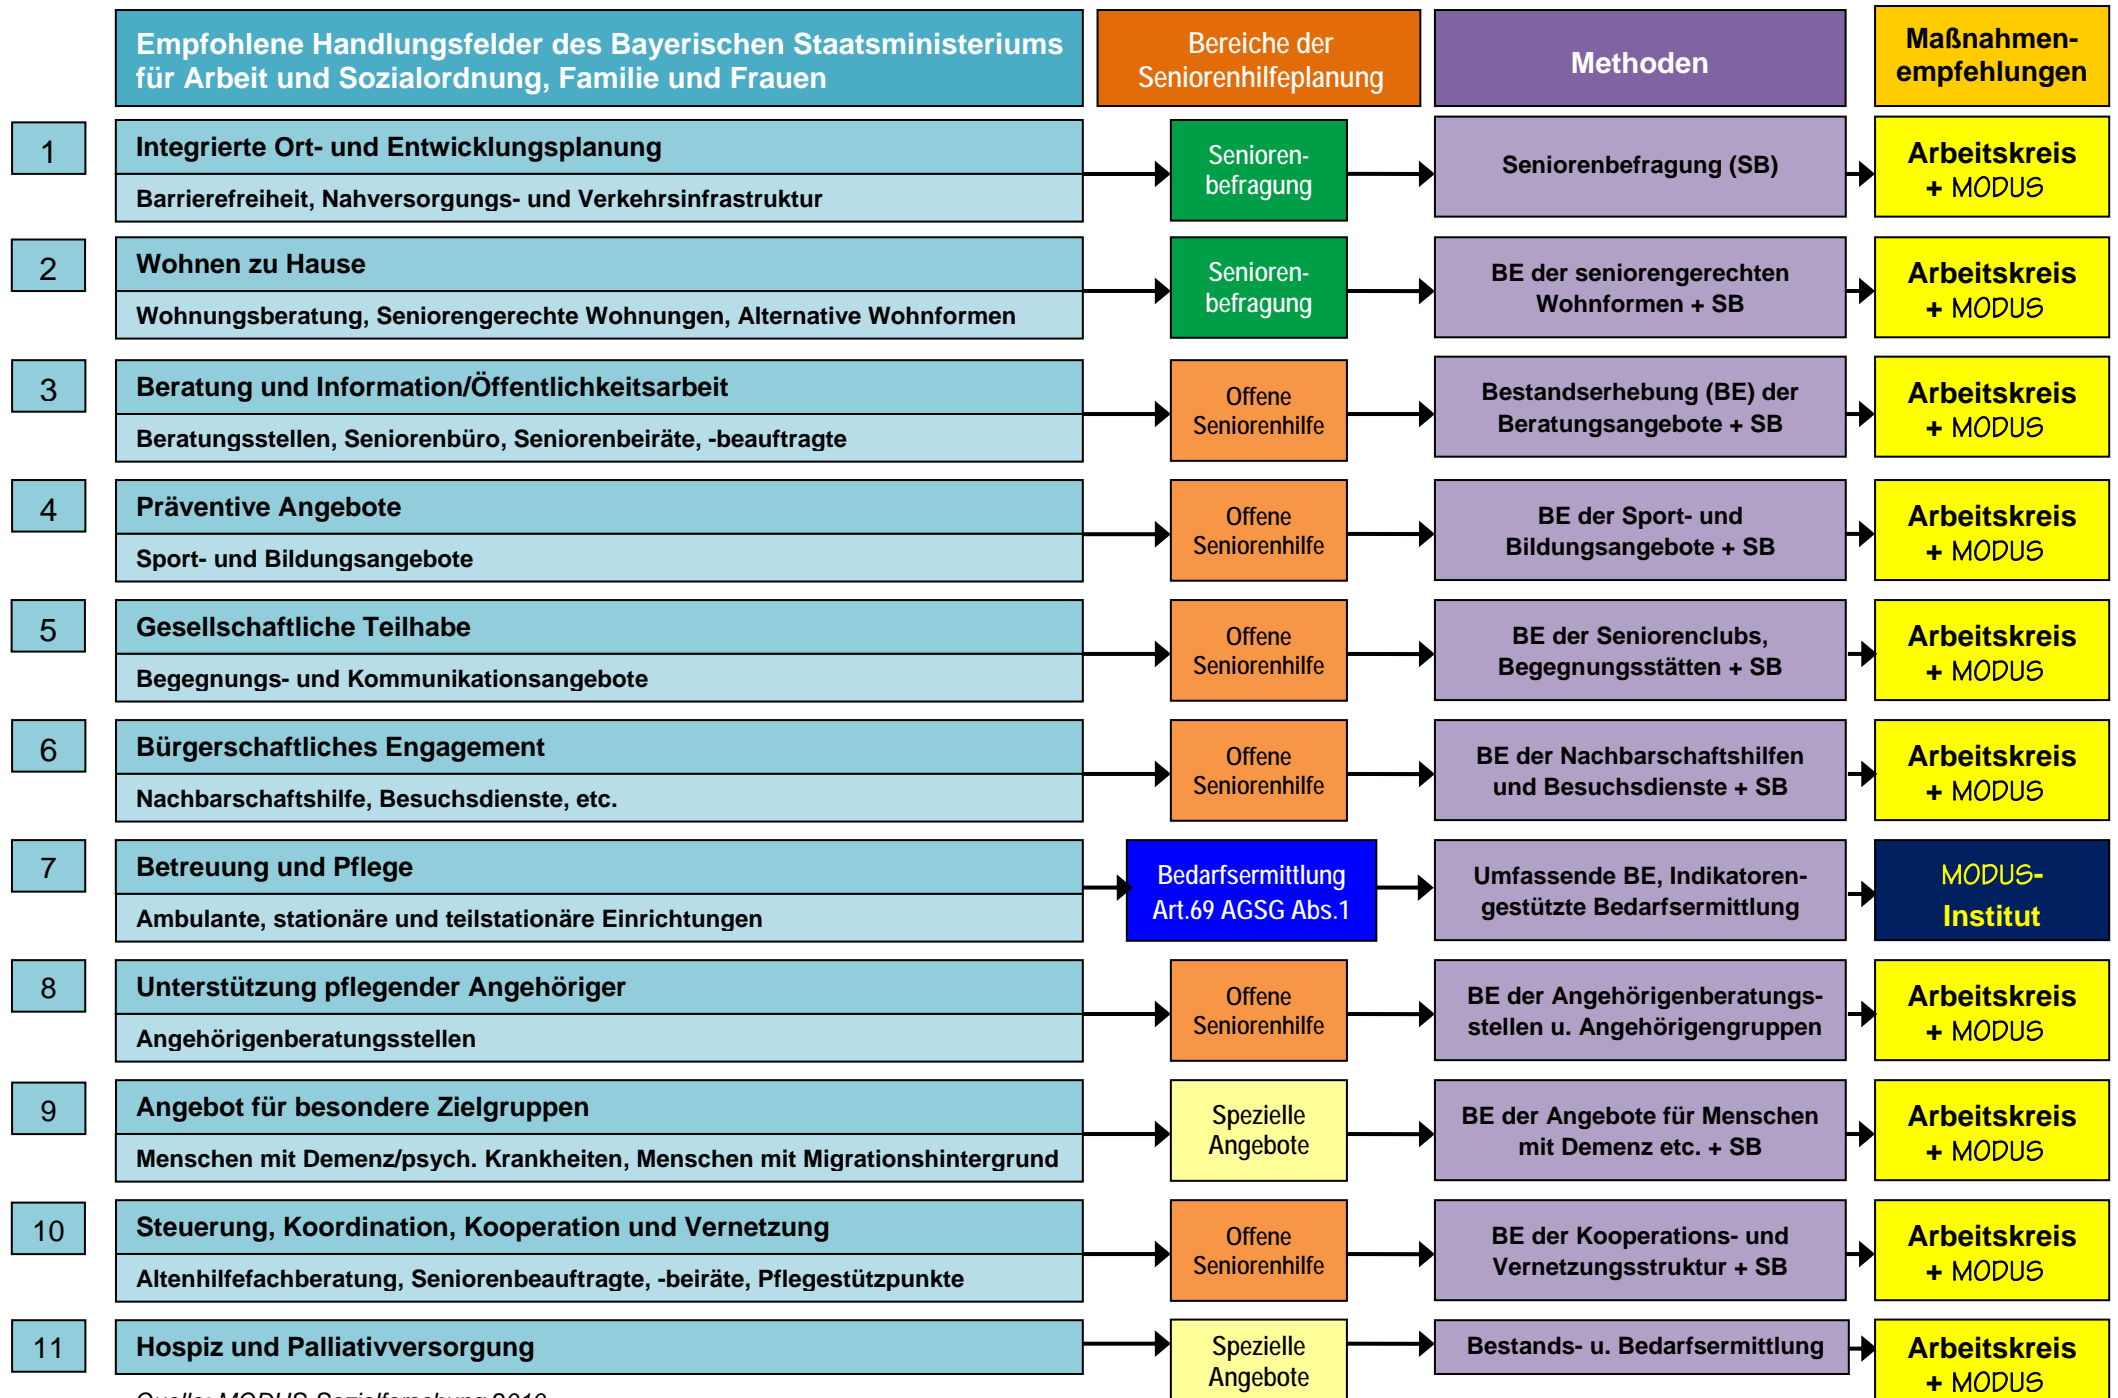 Empfohlene Handlungsfelder des Bayerischen Staatsministeriums
für Arbeit und Sozialordnung, Familie und Frauen
Bereiche der
Seniorenhilfeplanung
Methoden
Maßnahmen-
empfehlungen
1
Integrierte Ort- und Entwicklungsplanung
Barrierefreiheit, Nahversorgungs- und Verkehrsinfrastruktur
Senioren-
befragung
Seniorenbefragung (SB)
Arbeitskreis
+ MODUS
2
Wohnen zu Hause
Wohnungsberatung, Seniorengerechte Wohnungen, Alternative Wohnformen
Senioren-
befragung
BE der seniorengerechten
Wohnformen + SB
Arbeitskreis
+ MODUS
3
Beratung und Information/Öffentlichkeitsarbeit
Beratungsstellen, Seniorenbüro, Seniorenbeiräte, -beauftragte
Offene
Seniorenhilfe
Bestandserhebung (BE) der
Beratungsangebote + SB
Arbeitskreis
+ MODUS
4
Präventive Angebote
Sport- und Bildungsangebote
Offene
Seniorenhilfe
BE der Sport- und
Bildungsangebote + SB
Arbeitskreis
+ MODUS
5
Gesellschaftliche Teilhabe
Begegnungs- und Kommunikationsangebote
Offene
Seniorenhilfe
BE der Seniorenclubs,
Begegnungsstätten + SB
Arbeitskreis
+ MODUS
6
Bürgerschaftliches Engagement
Nachbarschaftshilfe, Besuchsdienste, etc.
Offene
Seniorenhilfe
BE der Nachbarschaftshilfen
und Besuchsdienste + SB
Arbeitskreis
+ MODUS
7
Betreuung und Pflege
Ambulante, stationäre und teilstationäre Einrichtungen
Bedarfsermittlung
Art.69 AGSG Abs.1
Umfassende BE, Indikatoren-
gestützte Bedarfsermittlung
MODUS-
Institut
8
Unterstützung pflegender Angehöriger
Angehörigenberatungsstellen
Offene
Seniorenhilfe
BE der Angehörigenberatungs-
stellen u. Angehörigengruppen
Arbeitskreis
+ MODUS
9
Angebot für besondere Zielgruppen
Menschen mit Demenz/psych. Krankheiten, Menschen mit Migrationshintergrund
Spezielle
Angebote
BE der Angebote für Menschen
mit Demenz etc. + SB
Arbeitskreis
+ MODUS
10
Steuerung, Koordination, Kooperation und Vernetzung
Altenhilfefachberatung, Seniorenbeauftragte, -beiräte, Pflegestützpunkte
Offene
Seniorenhilfe
BE der Kooperations- und
Vernetzungsstruktur + SB
Arbeitskreis
+ MODUS
11
Hospiz und Palliativversorgung
Spezielle
Angebote
Bestands- u. Bedarfsermittlung
Arbeitskreis
+ MODUS
Quelle: MODUS-Sozialforschung 2010